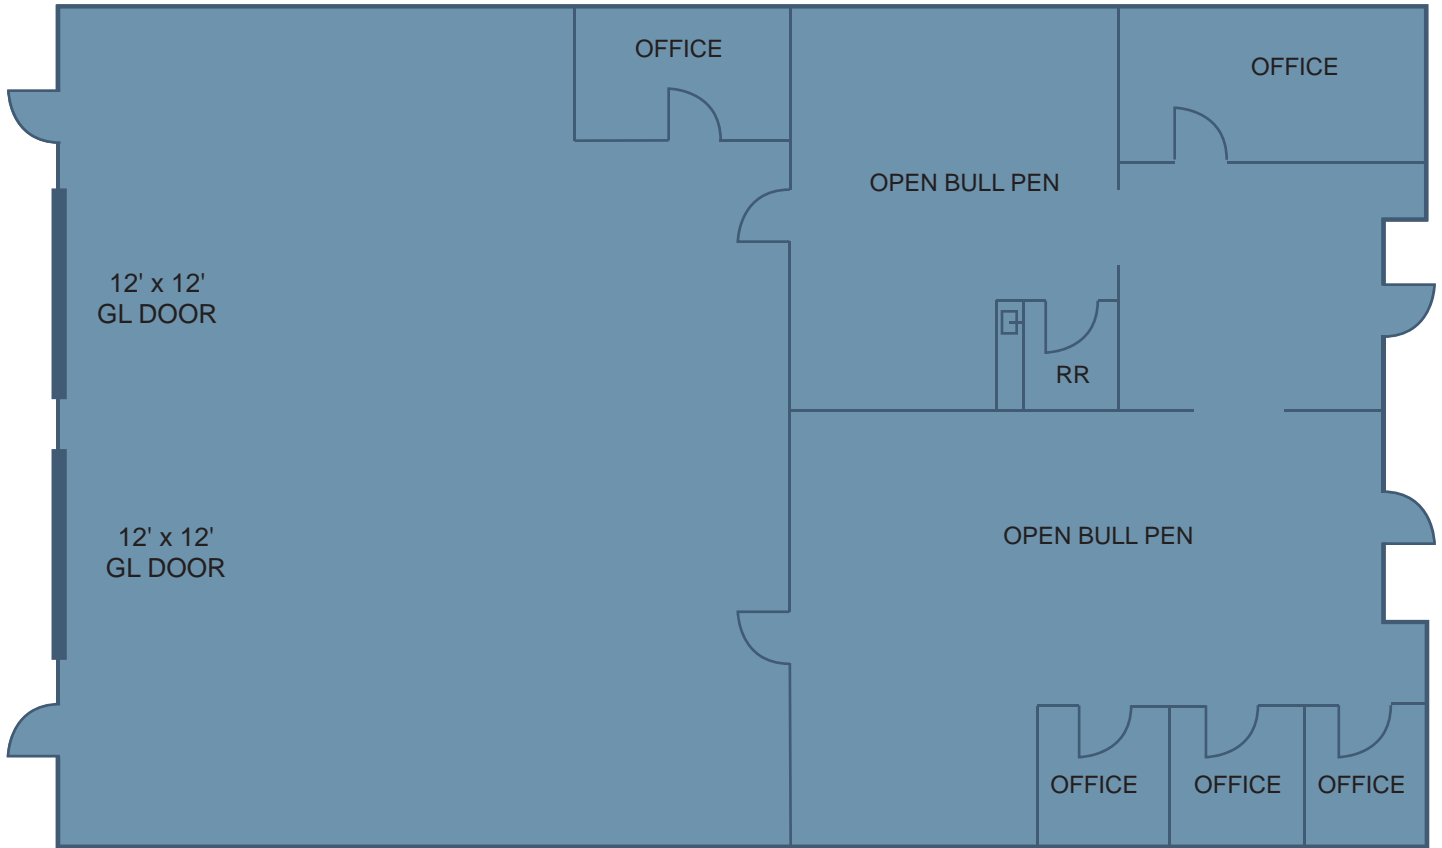 OFFICE
OFFICE
OPEN BULL PEN
12' x 12'
GL DOOR
RR
12' x 12'
GL DOOR
OPEN BULL PEN
OFFICE
OFFICE
OFFICE